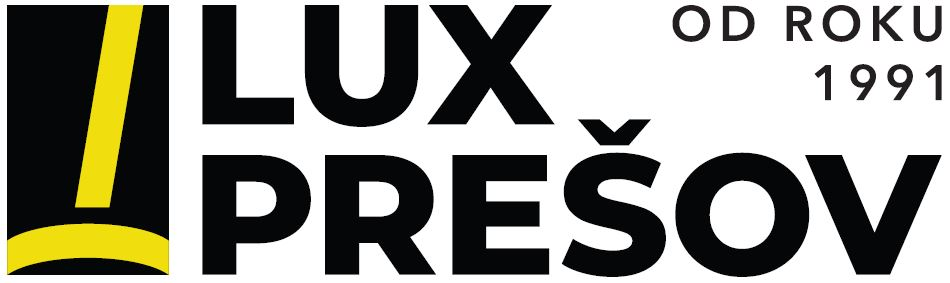 LUX
OD ROKU
1991
PREŠOV